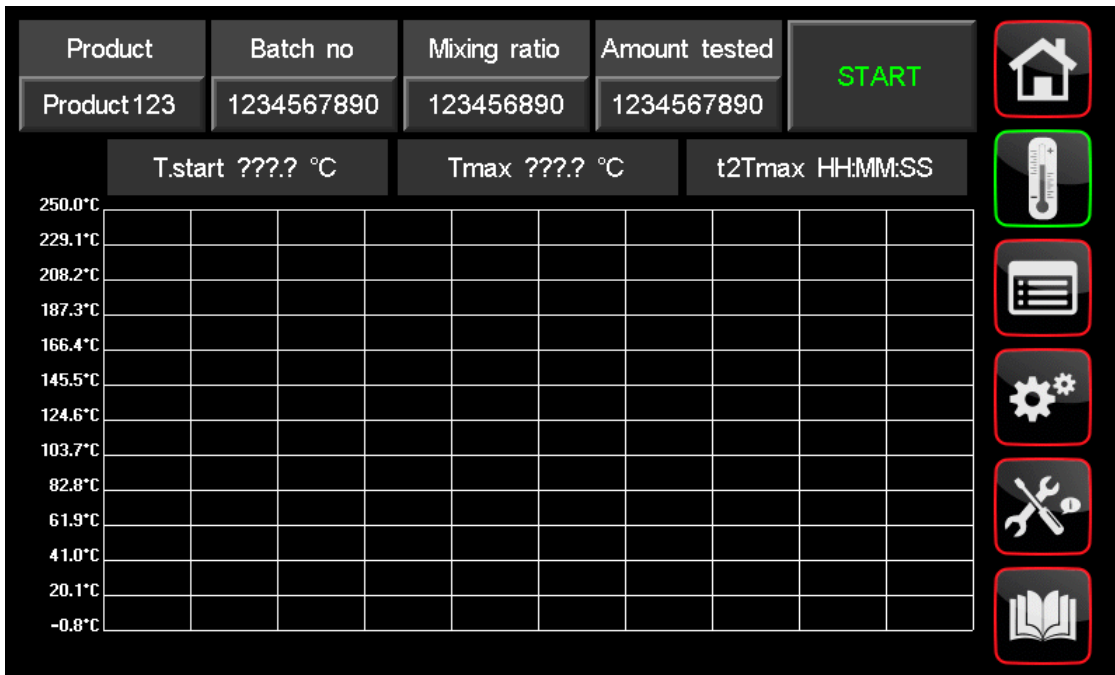 Product Batch no Mixing ratio Amount tested START
Product123 1234567890 123456890 1234567890
T.start ???.? °C Tmax ???.? °C t2Tmax HH:MM:SS
250.0°C
229.1°C
208.2°C
187.3°C
166.4°C
145.5°C
124.6°C
103.7°C
82.8°C
61.9°C
41.0°C
20.1°C
-0.8°C